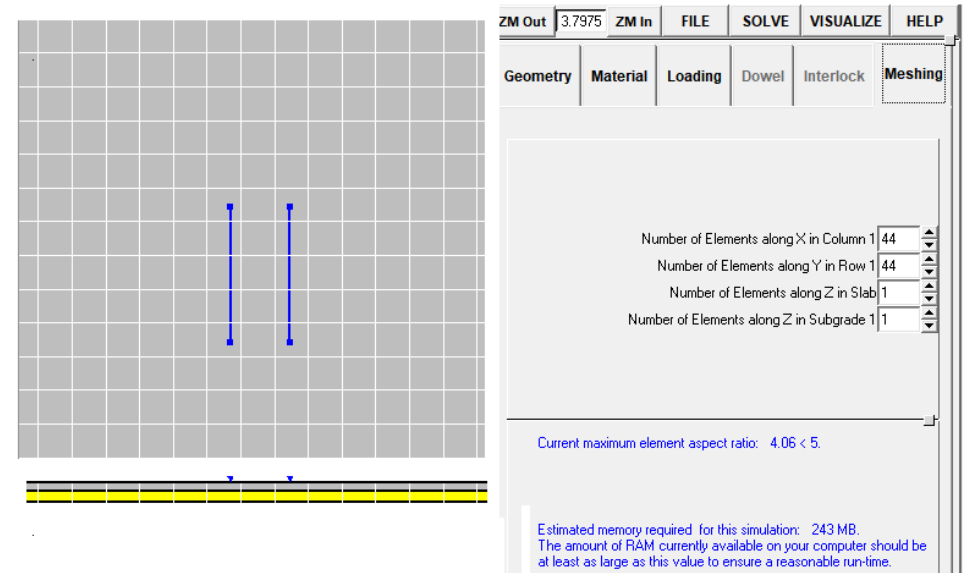 ZM Out 3.7975 ZM In FILE SOLVE VISUALIZE HELP
Geometry Material Loading Dowel Interlock Meshing
Number of Elements along X in Column 1 44
Number of Elements along Y in Row 1 44
Number of Elements along Z in Slab 1
Number of Elements along Z in Subgrade 1 1
Current maximum element aspect ratio: 4.06 < 5.
Estimated memory required for this simulation: 243 MB.
The amount of RAM currently available on your computer should be
at least as large as this value to ensure a reasonable run-time.